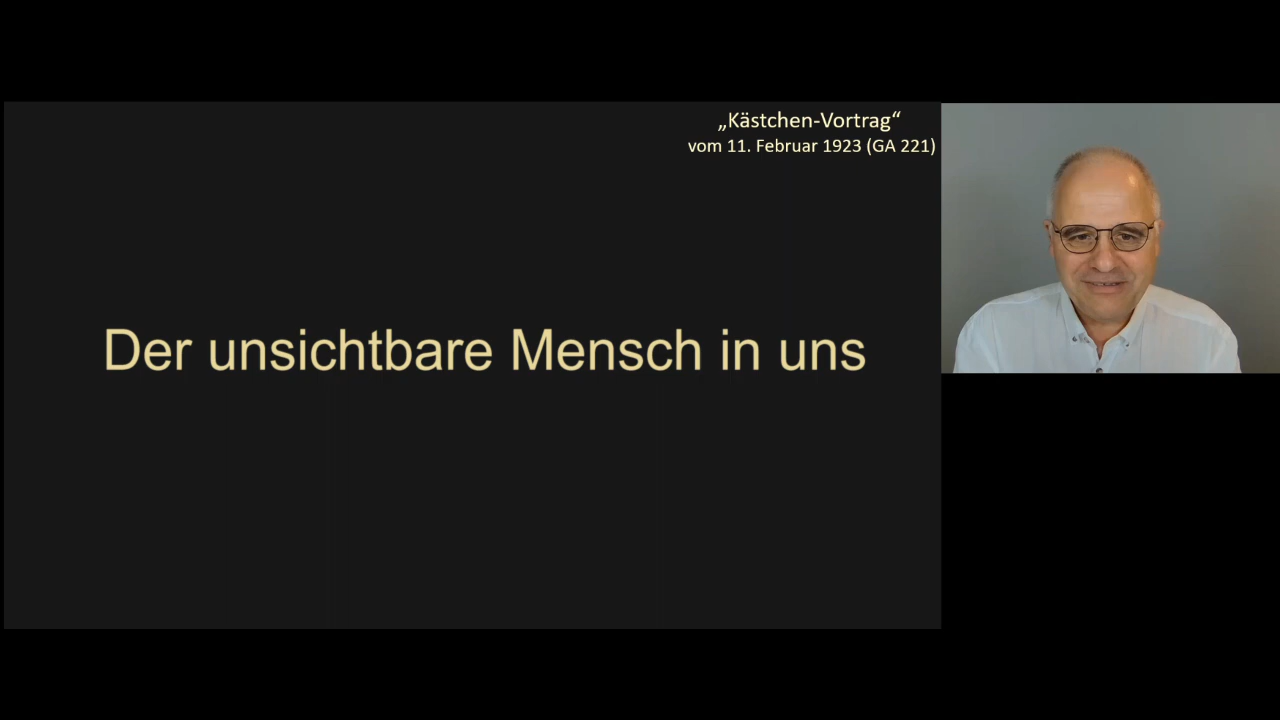 „Kästchen-Vortrag“
vom 11. Februar 1923 (GA 221)
Der unsichtbare Mensch in uns